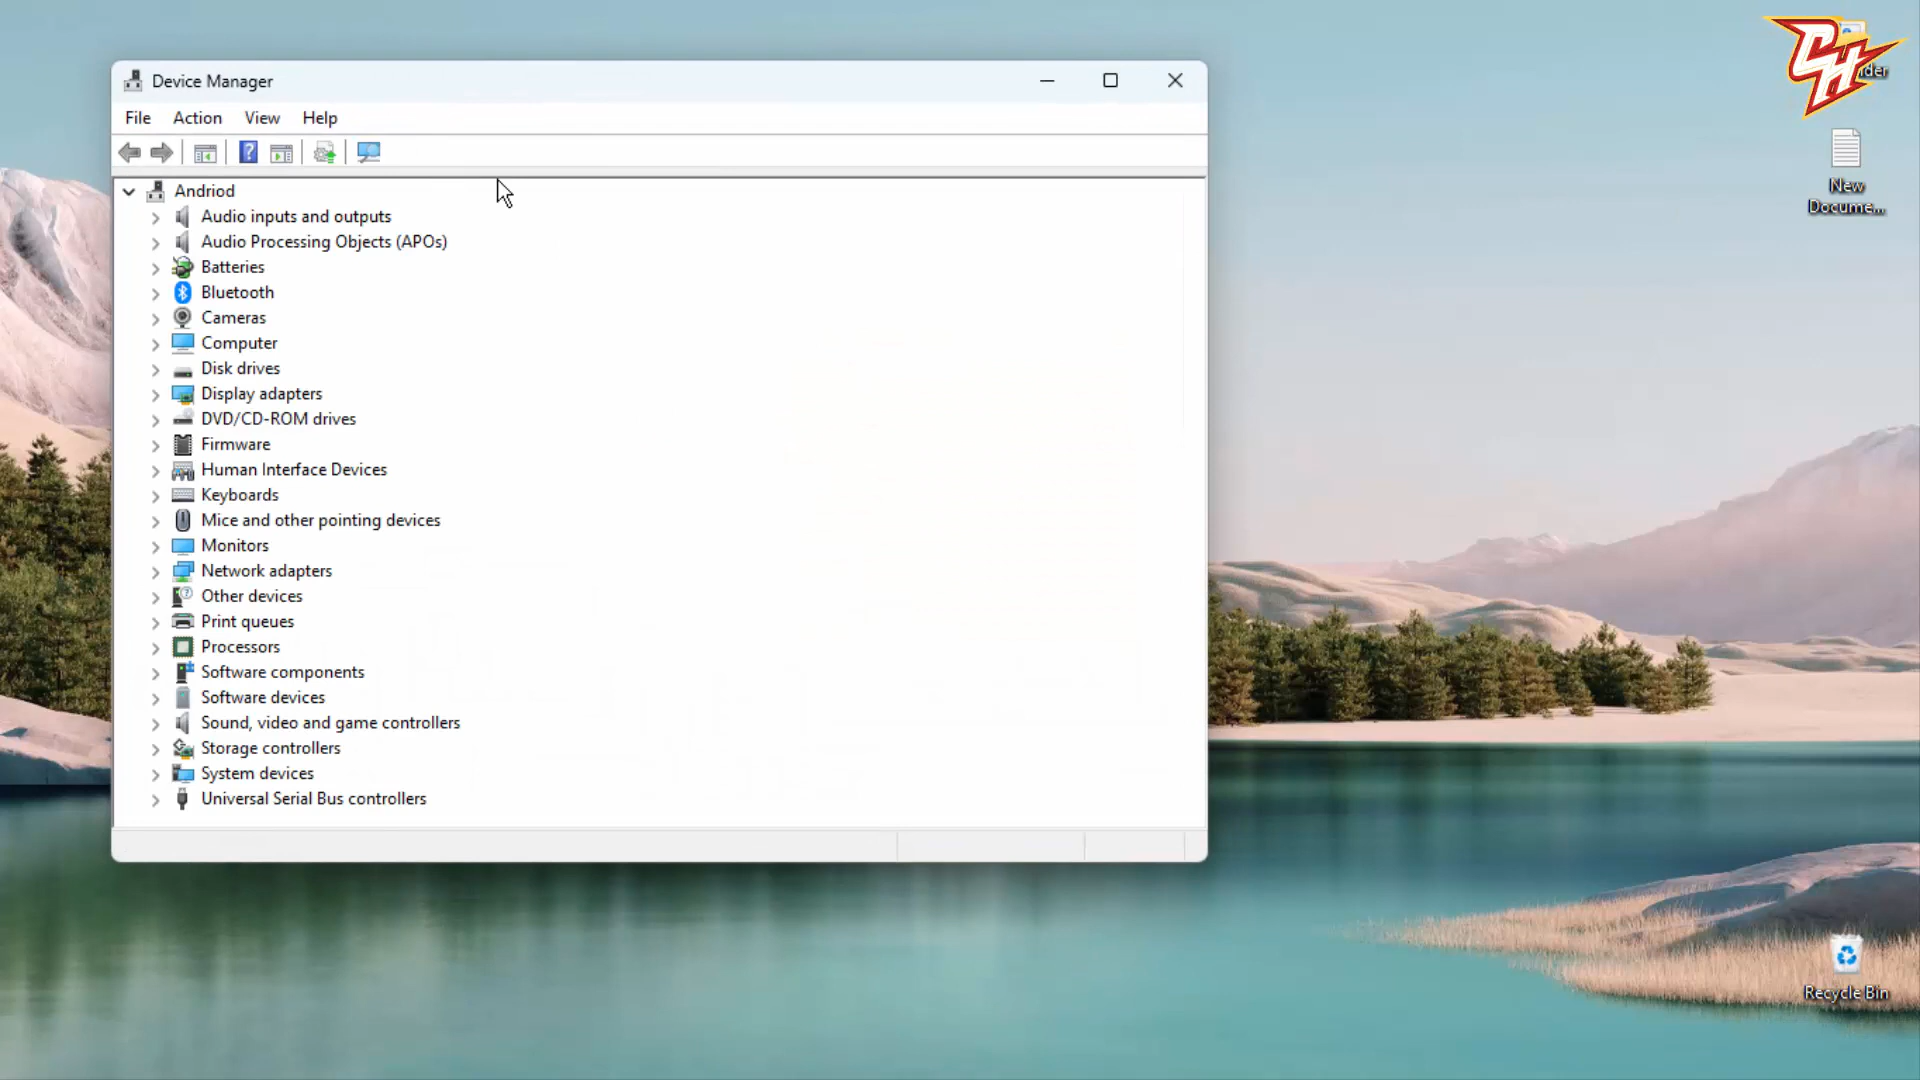 Device Manager
File Action View Help
Andriod
Audio inputs and outputs
Audio Processing Objects (APOs)
Batteries
Bluetooth
Cameras
Computer
Disk drives
Display adapters
DVD/CD-ROM drives
Firmware
Human Interface Devices
Keyboards
Mice and other pointing devices
Monitors
Network adapters
Other devices
Print queues
Processors
Software components
Software devices
Sound, video and game controllers
Storage controllers
System devices
Universal Serial Bus controllers
CH
New
Docume...
Recycle Bin